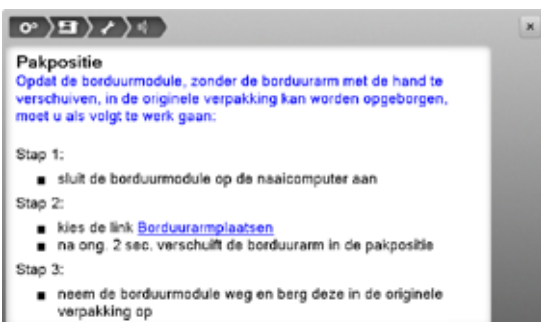 Pakpositie
Opdat de borduurmodule, zonder de borduurarm met de hand te
verschuiven, in de originele verpakking kan worden opgeborgen,
moet u als volgt te werk gaan:
Stap 1:
■ sluit de borduurmodule op de naaicomputer aan
Stap 2:
■ kies de link Borduurarmplaatsen
■ na ong. 2 sec. verschuift de borduurarm in de pakpositie
Stap 3:
■ neem de borduurmodule weg en berg deze in de originele
verpakking op